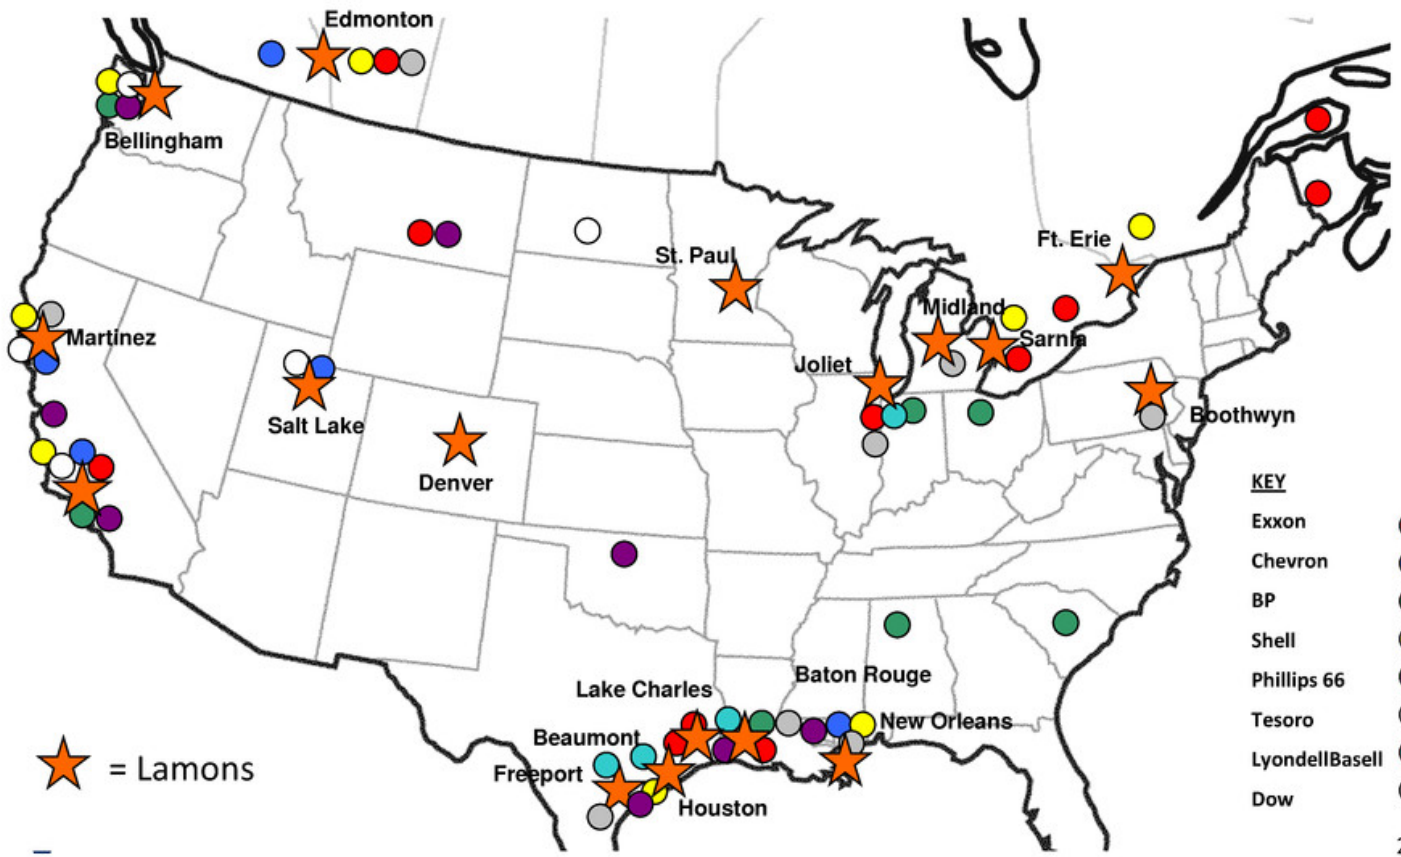 Edmonton
Bellingham
St. Paul
Ft. Erie
Midland
Sarnia
Martinez
Joliet
Salt Lake
Boothwyn
Denver
KEY
Exxon
Chevron
BP
Shell
Phillips 66
Tesoro
LyondellBasell
Dow
Baton Rouge
Lake Charles
New Orleans
Beaumont
Freeport
Houston
= Lamons